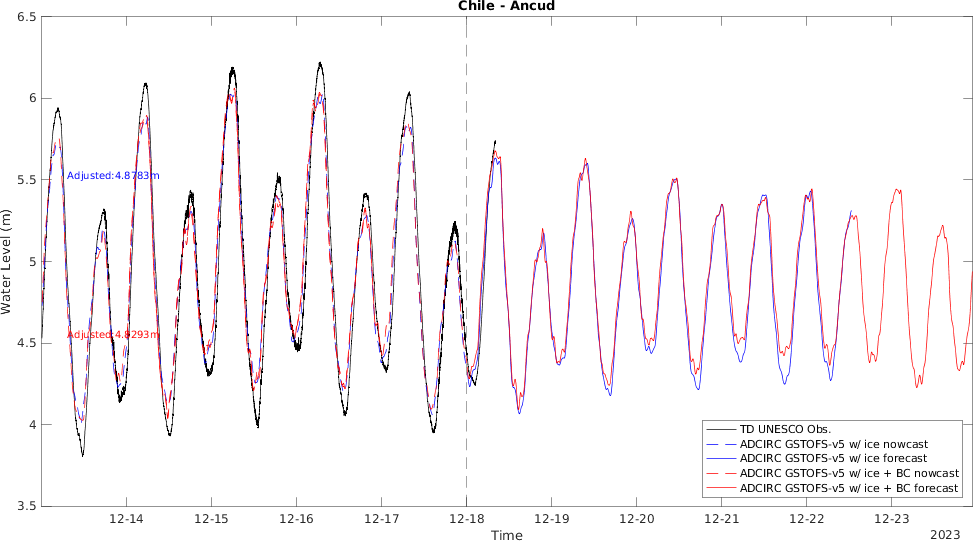 Chile - Ancud
6.5
6
5.5
5
4.5
4
3.5
Water Level (m)
Adjusted:4.8783m
Adjusted:4.8293m
TD UNESCO Obs.
ADCIRC GSTOFS-v5 w/ ice nowcast
ADCIRC GSTOFS-v5 w/ ice forecast
ADCIRC GSTOFS-v5 w/ ice + BC nowcast
ADCIRC GSTOFS-v5 w/ ice + BC forecast
12-14 12-15 12-16 12-17 12-18 12-19 12-20 12-21 12-22 12-23
Time
2023